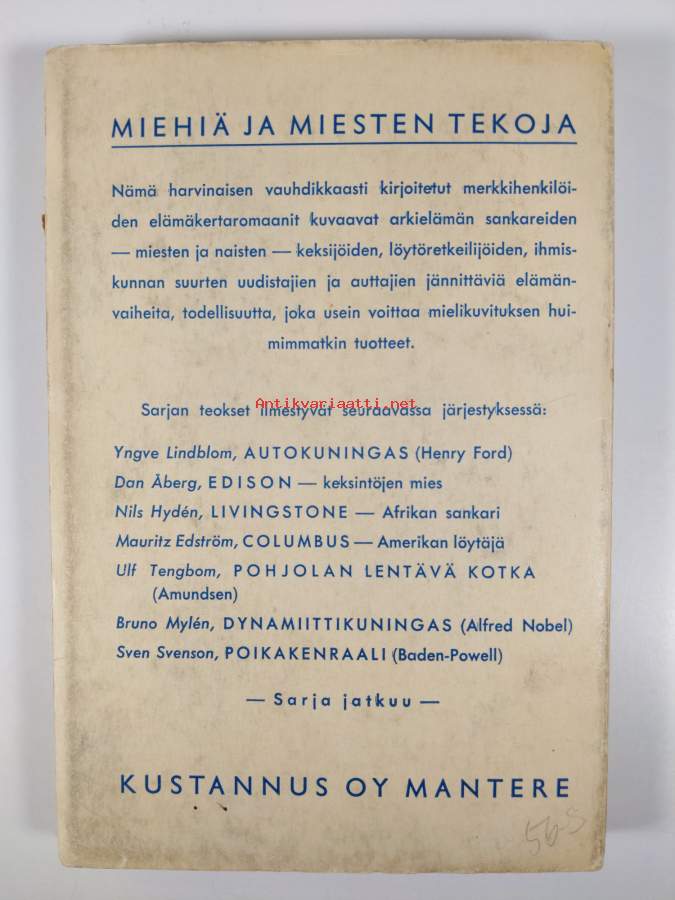 MIEHIÄ JA MIESTEN TEKOJA
Nämä harvinaisen vauhdikkaasti kirjoitetut merkkihenkilöi-
den elämäkertaromaanit kuvaavat arkielämän sankareiden
— miesten ja naisten — keksijöiden, löytöretkeilijöiden, ihmis-
kunnan suurten uudistajien ja auttajien jännittäviä elämän-
vaiheita, todellisuutta, joka usein voittaa mielikuvituksen hui-
mimmatkin tuotteet.
Antikvariaatti.net
Sarjan teokset ilmestyvät seuraavassa järjestyksessä:
Yngve Lindblom, AUTOKUNINGAS (Henry Ford)
Dan Åberg, EDISON — keksintöjen mies
Nils Hydén, LIVINGSTONE — Afrikan sankari
Mauritz Edström, COLUMBUS — Amerikan löytäjä
Ulf Tengbom, POHJOLAN LENTÄVÄ KOTKA
(Amundsen)
Bruno Mylén, DYNAMIITTIKUNINGAS (Alfred Nobel)
Sven Svenson, POIKAKENRAALI (Baden-Powell)
— Sarja jatkuu —
KUSTANNUS OY MANTERE